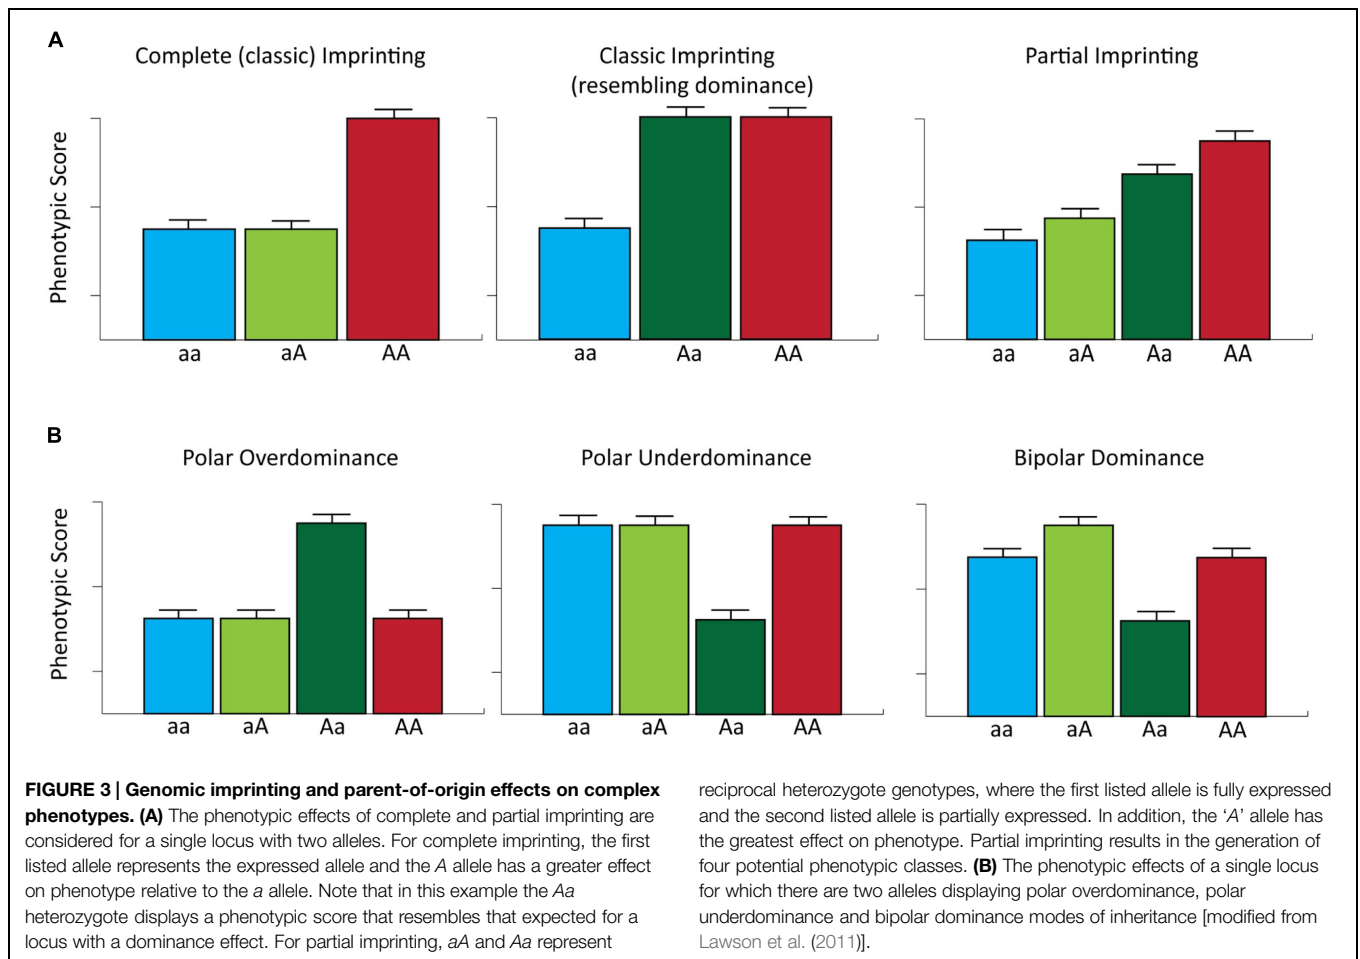 A
Complete (classic) Imprinting
Classic Imprinting
(resembling dominance)
Partial Imprinting
Phenotypic Score
aa aA AA
aa Aa AA
aa aA Aa AA
B
Polar Overdominance
Polar Underdominance
Bipolar Dominance
Phenotypic Score
aa aA Aa AA
aa aA Aa AA
aa aA Aa AA
FIGURE 3 | Genomic imprinting and parent-of-origin effects on complex
phenotypes. (A) The phenotypic effects of complete and partial imprinting are
considered for a single locus with two alleles. For complete imprinting, the first
listed allele represents the expressed allele and the A allele has a greater effect
on phenotype relative to the a allele. Note that in this example the Aa
heterozygote displays a phenotypic score that resembles that expected for a
locus with a dominance effect. For partial imprinting, aA and Aa represent
reciprocal heterozygote genotypes, where the first listed allele is fully expressed
and the second listed allele is partially expressed. In addition, the ‘A’ allele has
the greatest effect on phenotype. Partial imprinting results in the generation of
four potential phenotypic classes. (B) The phenotypic effects of a single locus
for which there are two alleles displaying polar overdominance, polar
underdominance and bipolar dominance modes of inheritance [modified from
Lawson et al. (2011)].